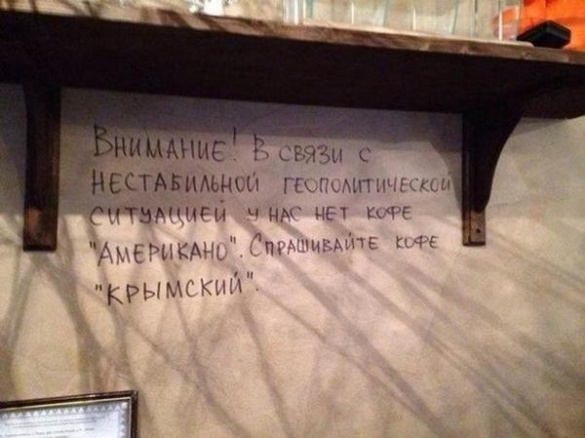 Внимание! В связи с
нестабильной геополитической
ситуацией у нас нет кофе
"Американо". Спрашивайте кофе
"крымский".